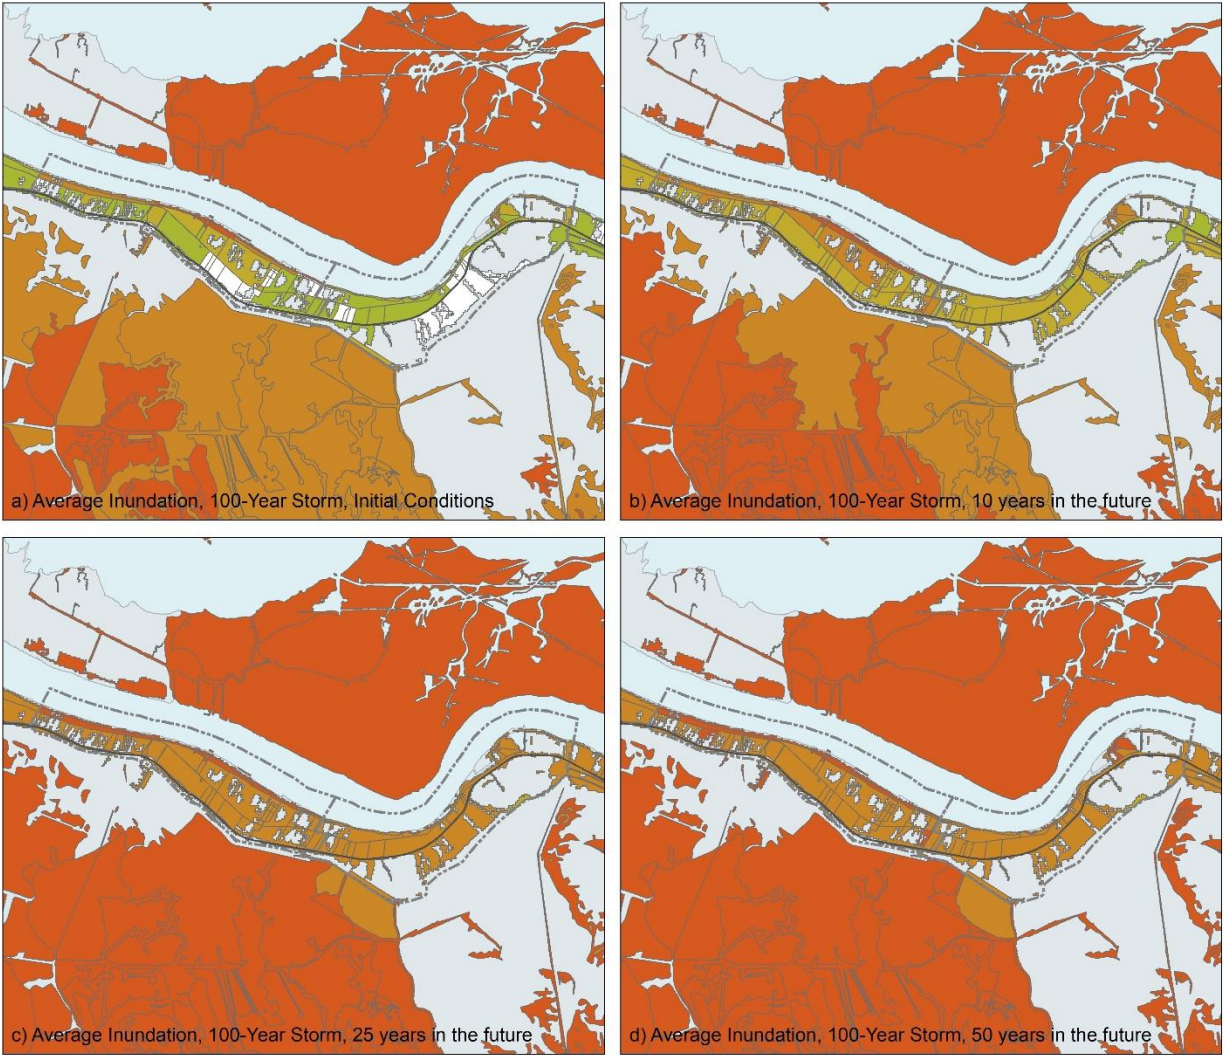 a) Average Inundation, 100-Year Storm, Initial Conditions
b) Average Inundation, 100-Year Storm, 10 years in the future
c) Average Inundation, 100-Year Storm, 25 years in the future
d) Average Inundation, 100-Year Storm, 50 years in the future